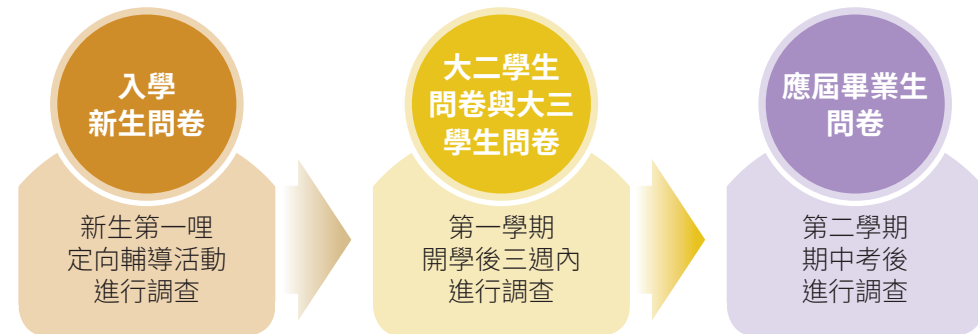 入學
新生問卷
新生第一哩
定向輔導活動
進行調查
大二學生
問卷與大三
學生問卷
第一學期
開學後三週內
進行調查
應屆畢業生
問卷
第二學期
期中考後
進行調查